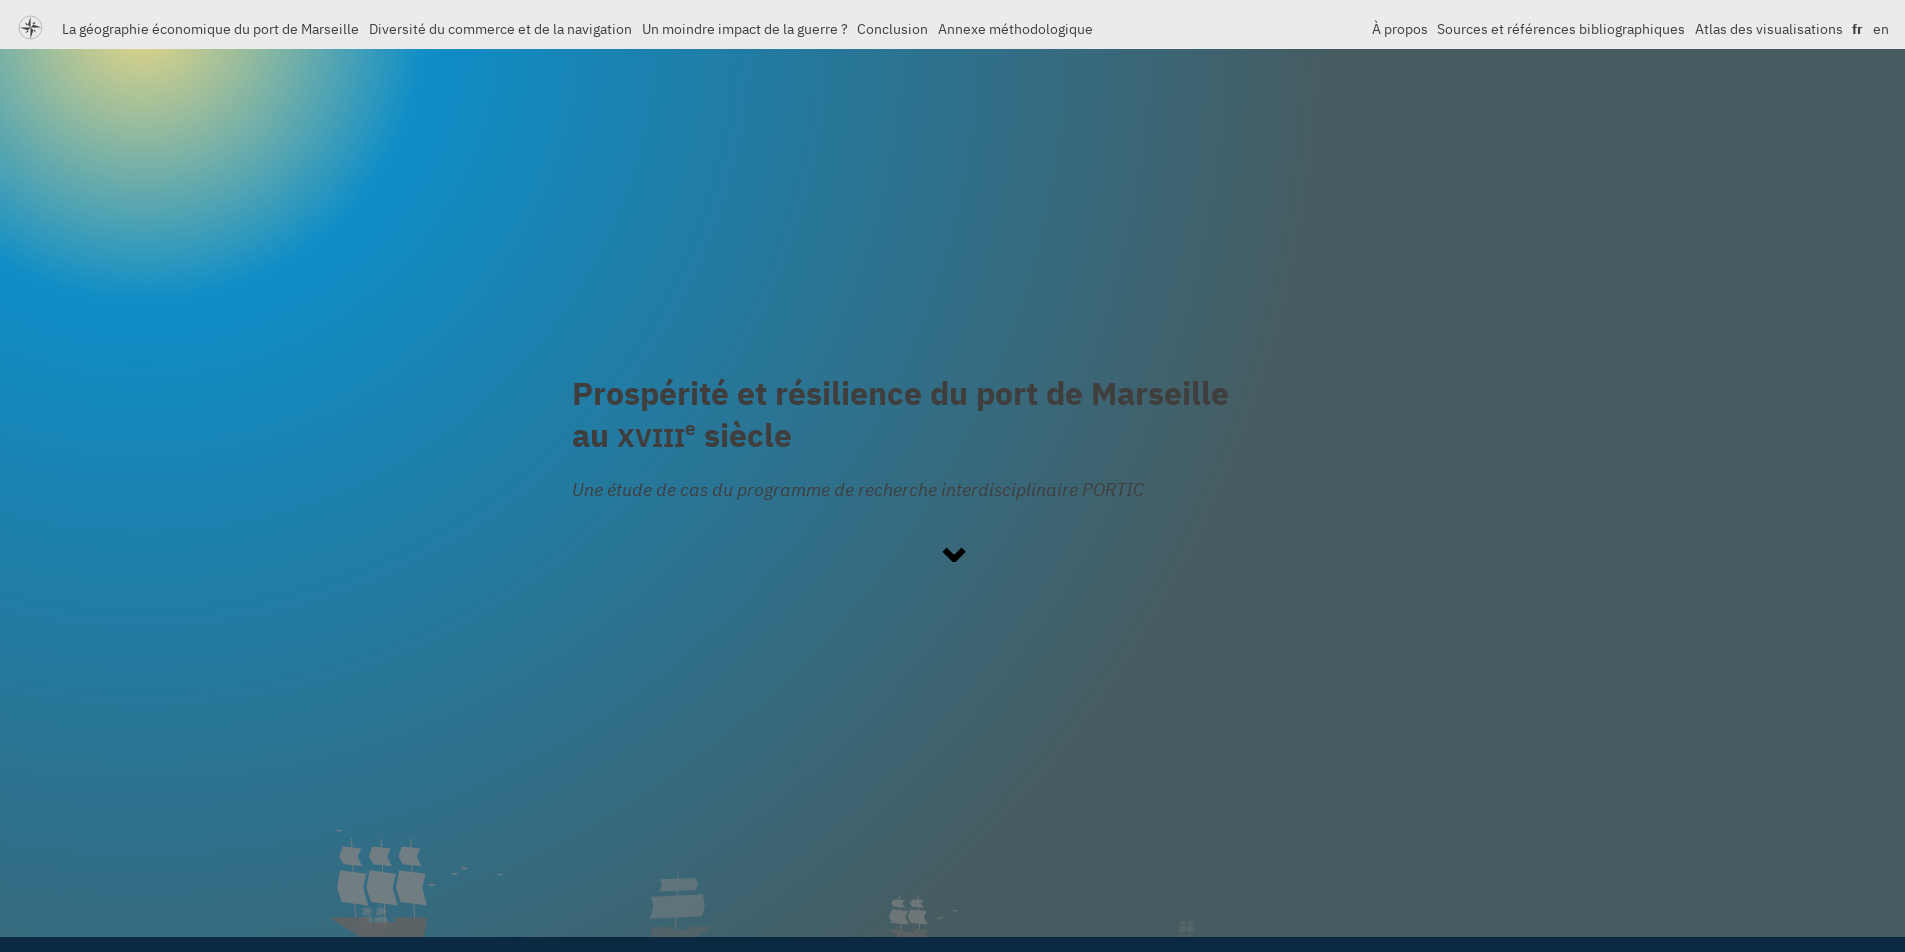 La géographie économique du port de Marseille Diversité du commerce et de la navigation Un moindre impact de la guerre ? Conclusion Annexe méthodologique À propos Sources et références bibliographiques Atlas des visualisations fr en
Prospérité et résilience du port de Marseille
au XVIIIe siècle
Une étude de cas du programme de recherche interdisciplinaire PORTIC